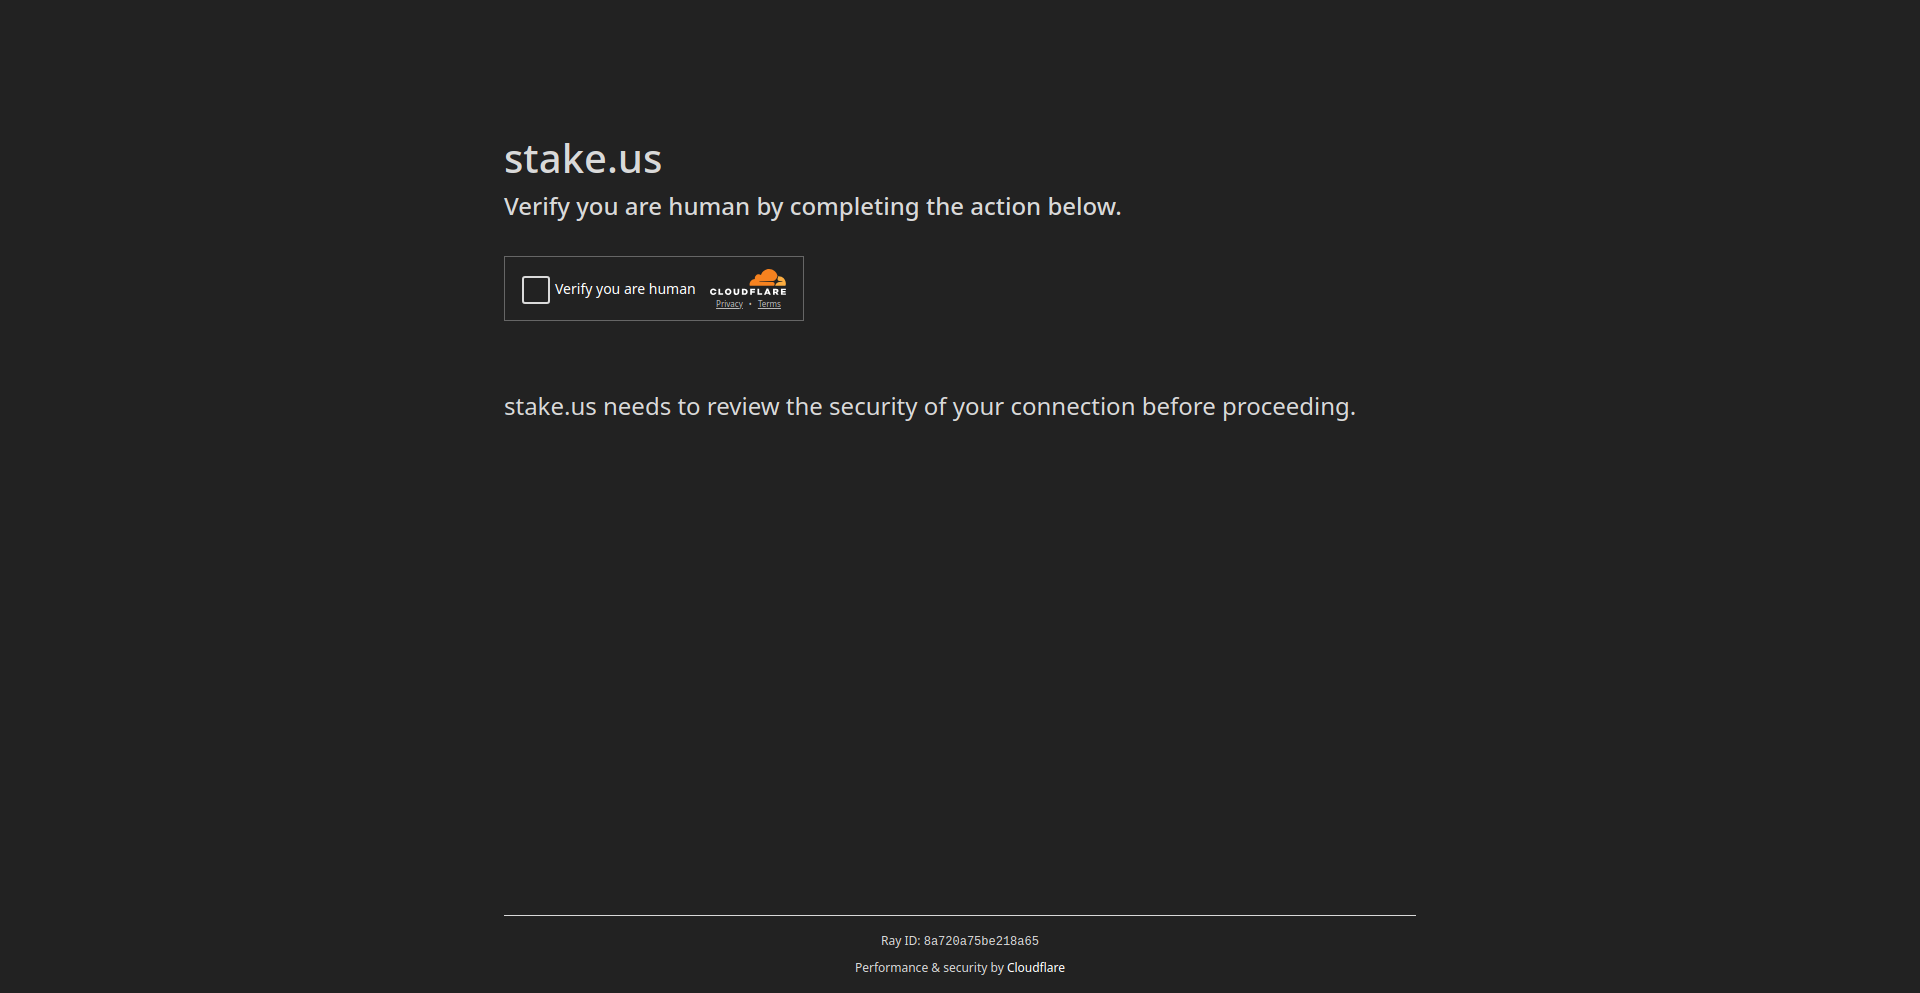 stake.us
Verify you are human by completing the action below.
Verify you are human
CLOUDFLARE
Privacy • Terms
stake.us needs to review the security of your connection before proceeding.
Ray ID: 8a720a75be218a65
Performance & security by Cloudflare